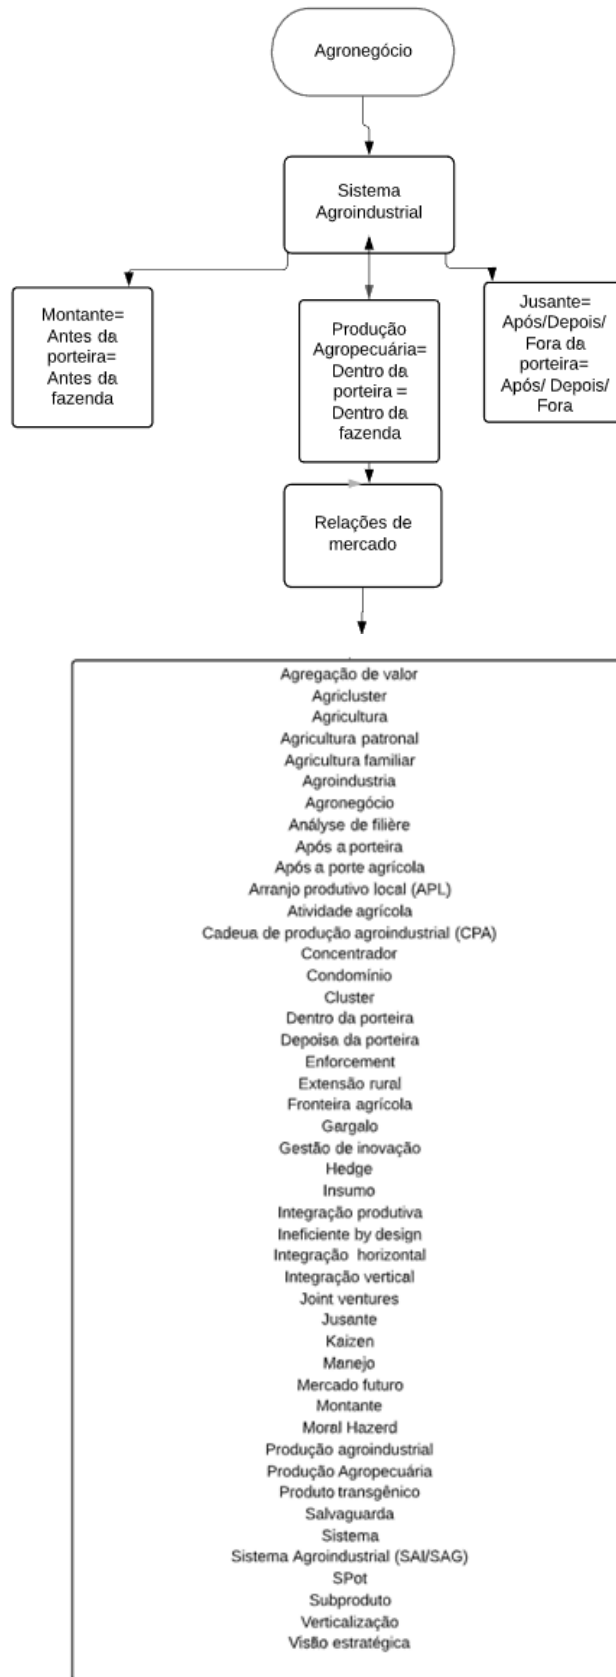 Agronegócio
Sistema
Agroindustrial
Montante=
Antes da
porteira=
Antes da
fazenda
Produção
Agropecuária=
Dentro da
porteira =
Dentro da
fazenda
Jusante=
Após/Depois/
Fora da
porteira=
Após/ Depois/
Fora
Relações de
mercado
Agregação de valor
Agricluster
Agricultura
Agricultura patronal
Agricultura familiar
Agroindustria
Agronegócio
Anályse de filière
Após a porteira
Após a porte agrícola
Arranjo produtivo local (APL)
Atividade agrícola
Cadeua de produção agroindustrial (CPA)
Concentrador
Condomínio
Cluster
Dentro da porteira
Depoisa da porteira
Enforcement
Extensão rural
Fronteira agrícola
Gargalo
Gestão de inovação
Hedge
Insumo
Integração produtiva
Ineficiente by design
Integração horizontal
Integração vertical
Joint ventures
Jusante
Kaizen
Manejo
Mercado futuro
Montante
Moral Hazerd
Produção agroindustrial
Produção Agropecuária
Produto transgênico
Salvaguarda
Sistema
Sistema Agroindustrial (SAI/SAG)
SPot
Subproduto
Verticalização
Visão estratégica